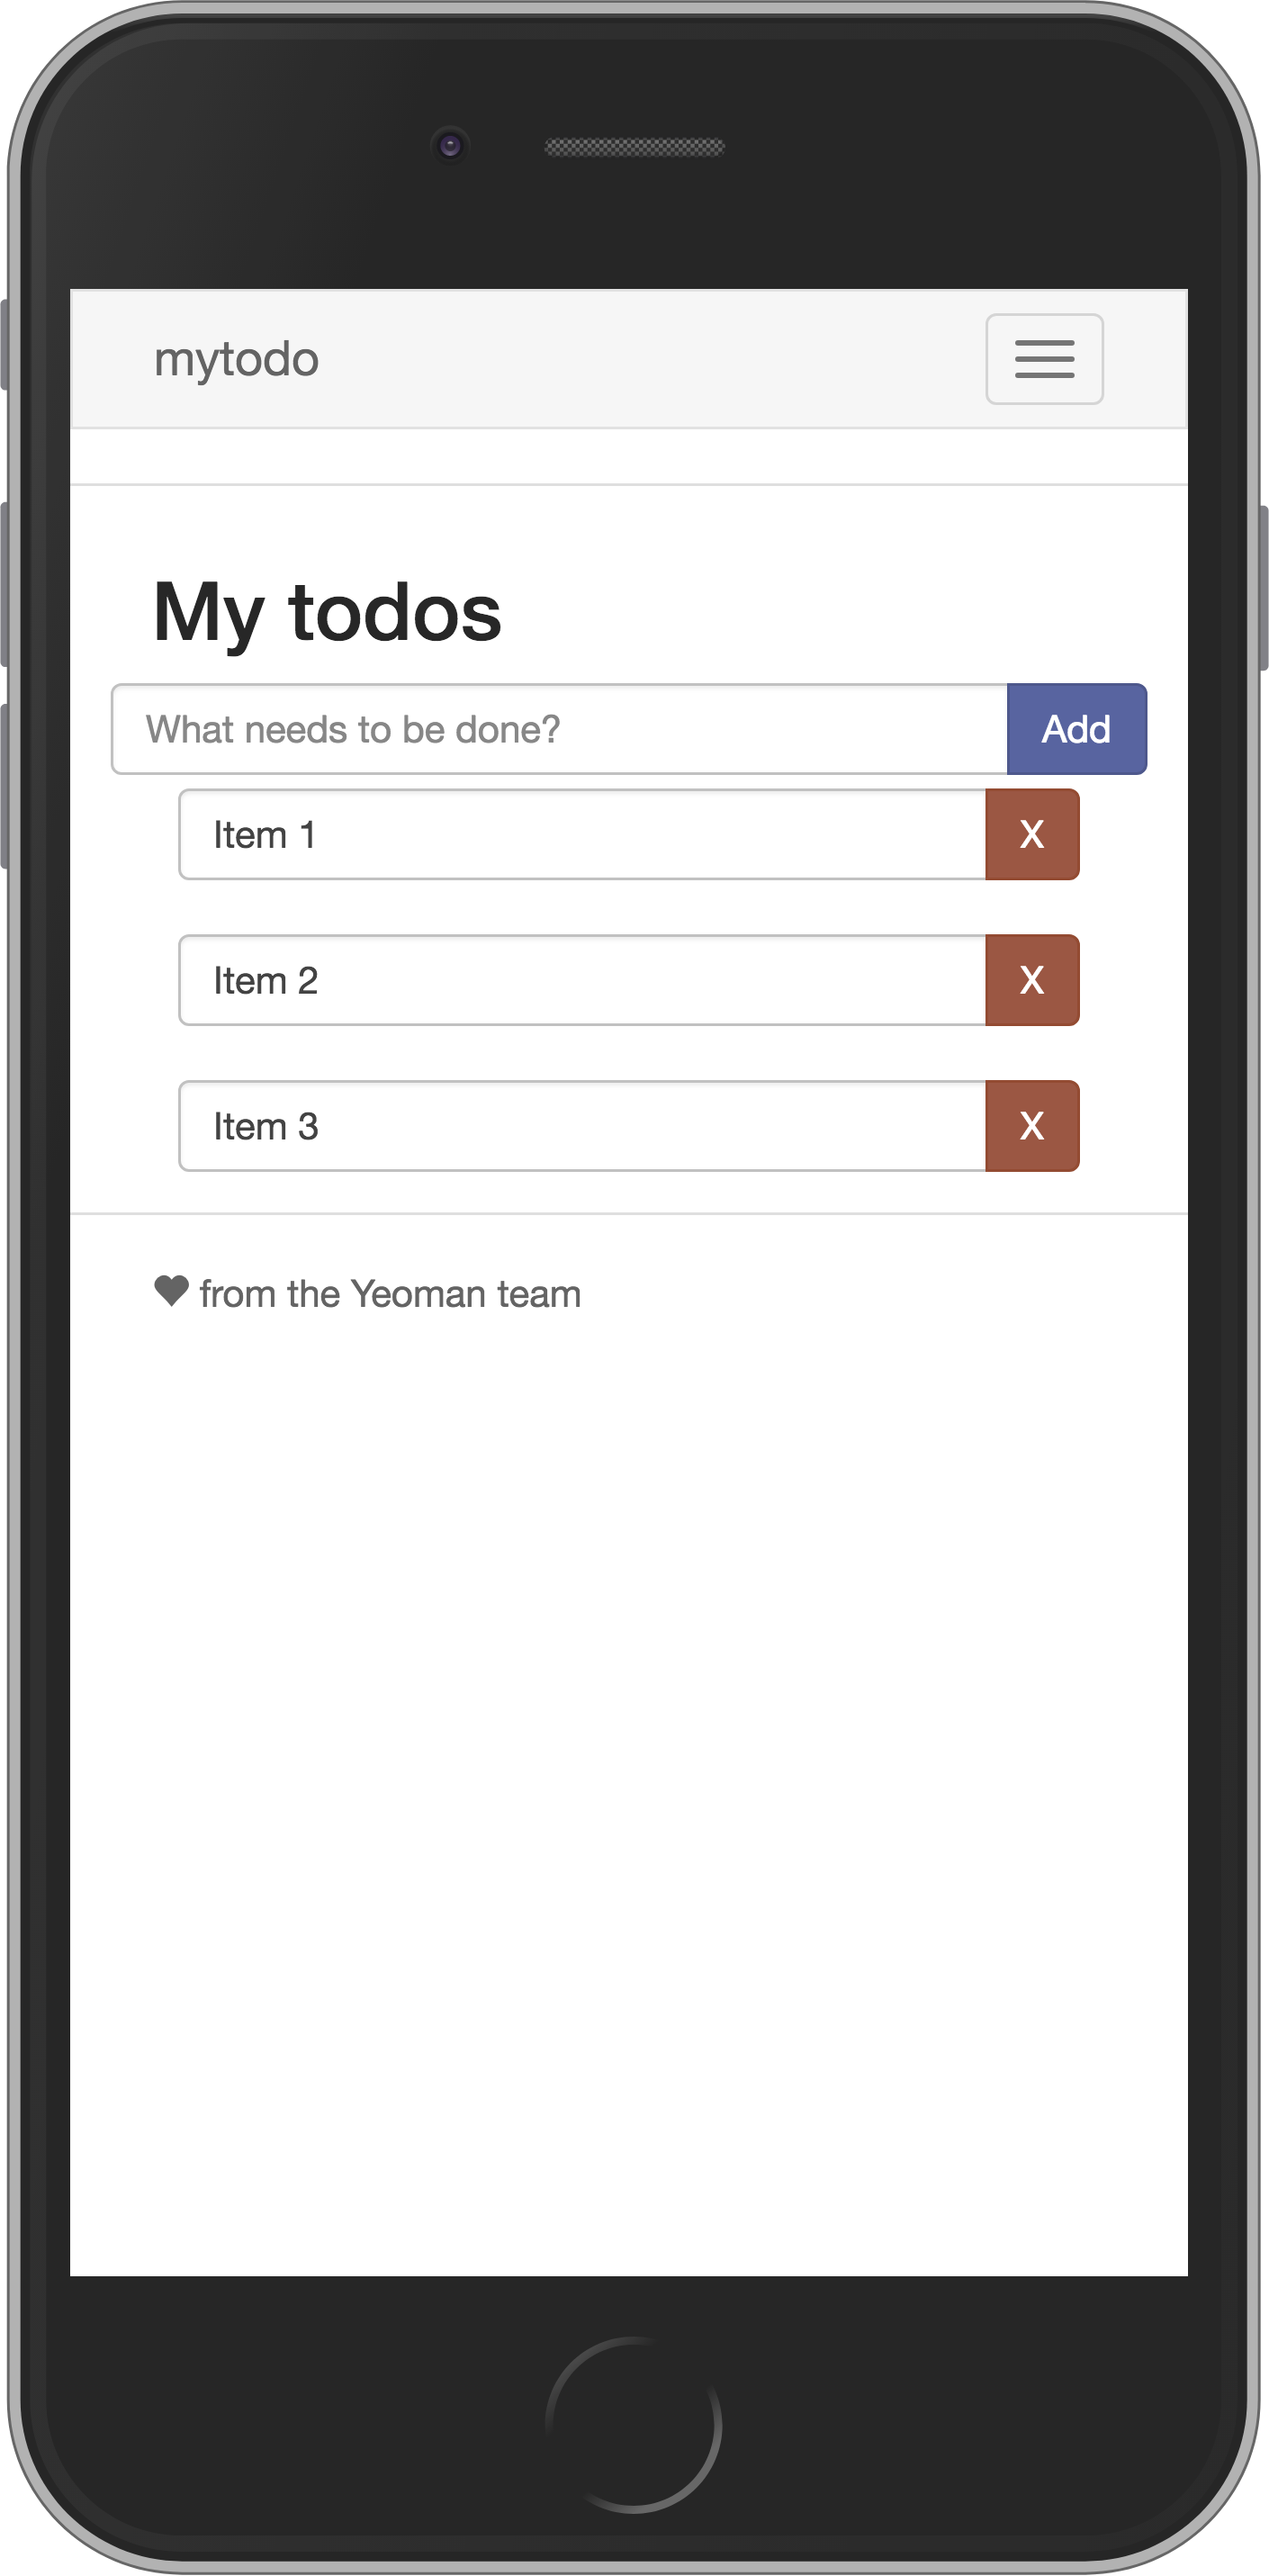 mytodo
My todos
What needs to be done? Add
Item 1 X
Item 2 X
Item 3 X
from the Yeoman team